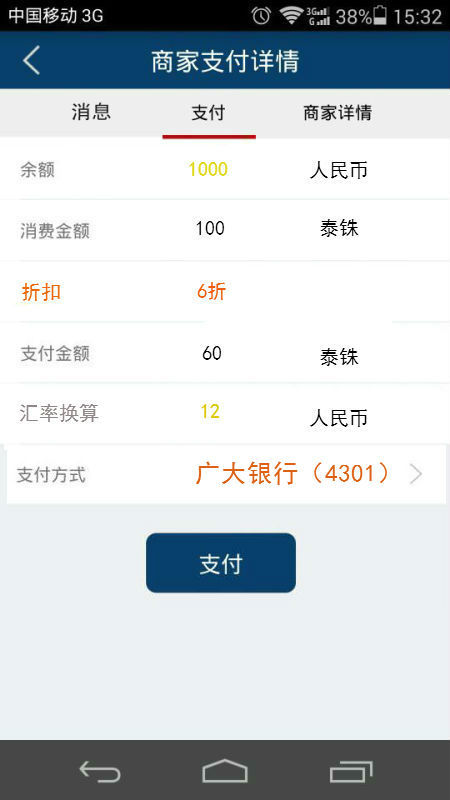 中国移动 3G 3G G 38% 15:32
商家支付详情
消息 支付 商家详情
余额 1000 人民币
消费金额 100 泰铢
折扣 6折
支付金额 60 泰铢
汇率换算 12 人民币
支付方式 广大银行（4301）
支付